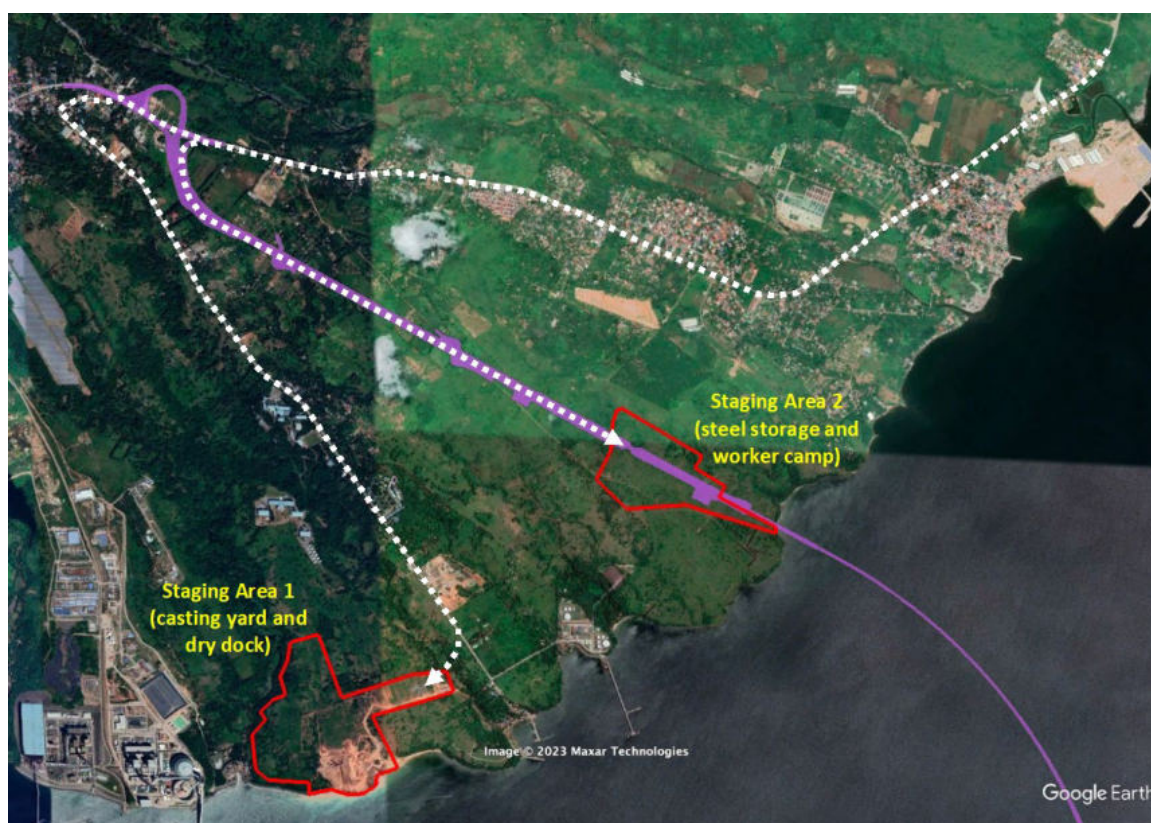 Staging Area 2
(steel storage and
worker camp)
Staging Area 1
(casting yard and
dry dock)
Image © 2023 Maxar Technologies
Google Earth